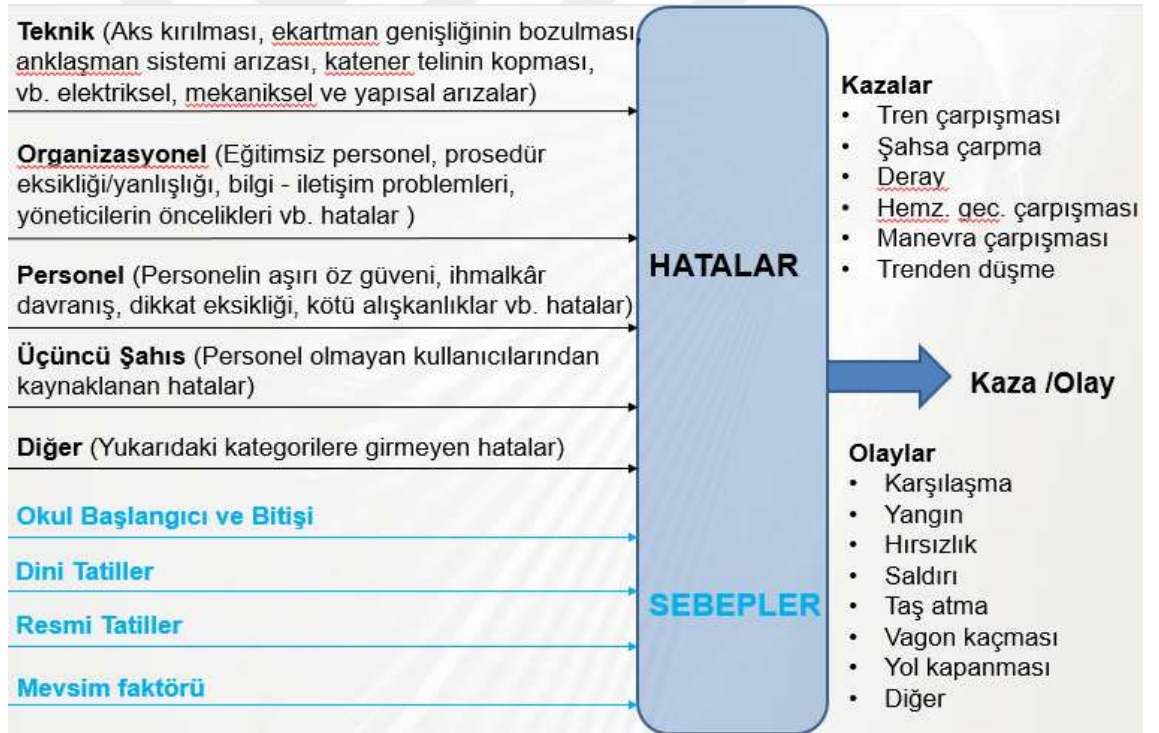 Teknik (Aks kırılması, ekartman genişliğinin bozulması,
anklaşman sistemi arızası, katener telinin kopması,
vb. elektriksel, mekaniksel ve yapısal arızalar)
Organizasyonel (Eğitimsiz personel, prosedür
eksikliği/yanlışlığı, bilgi - iletişim problemleri,
yöneticilerin öncelikleri vb. hatalar )
Personel (Personelin aşırı öz güveni, ihmalkâr
davranış, dikkat eksikliği, kötü alışkanlıklar vb. hatalar)
Üçüncü Şahıs (Personel olmayan kullanıcılarından
kaynaklanan hatalar)
Diğer (Yukarıdaki kategorilere girmeyen hatalar)
Okul Başlangıcı ve Bitişi
Dini Tatiller
Resmi Tatiller
Mevsim faktörü
HATALAR
SEBEPLER
Kazalar
• Tren çarpışması
• Şahsa çarpma
• Deray
• Hemz. geç. çarpışması
• Manevra çarpışması
• Trenden düşme
Kaza /Olay
Olaylar
• Karşılaşma
• Yangın
• Hırsızlık
• Saldırı
• Taş atma
• Vagon kaçması
• Yol kapanması
• Diğer